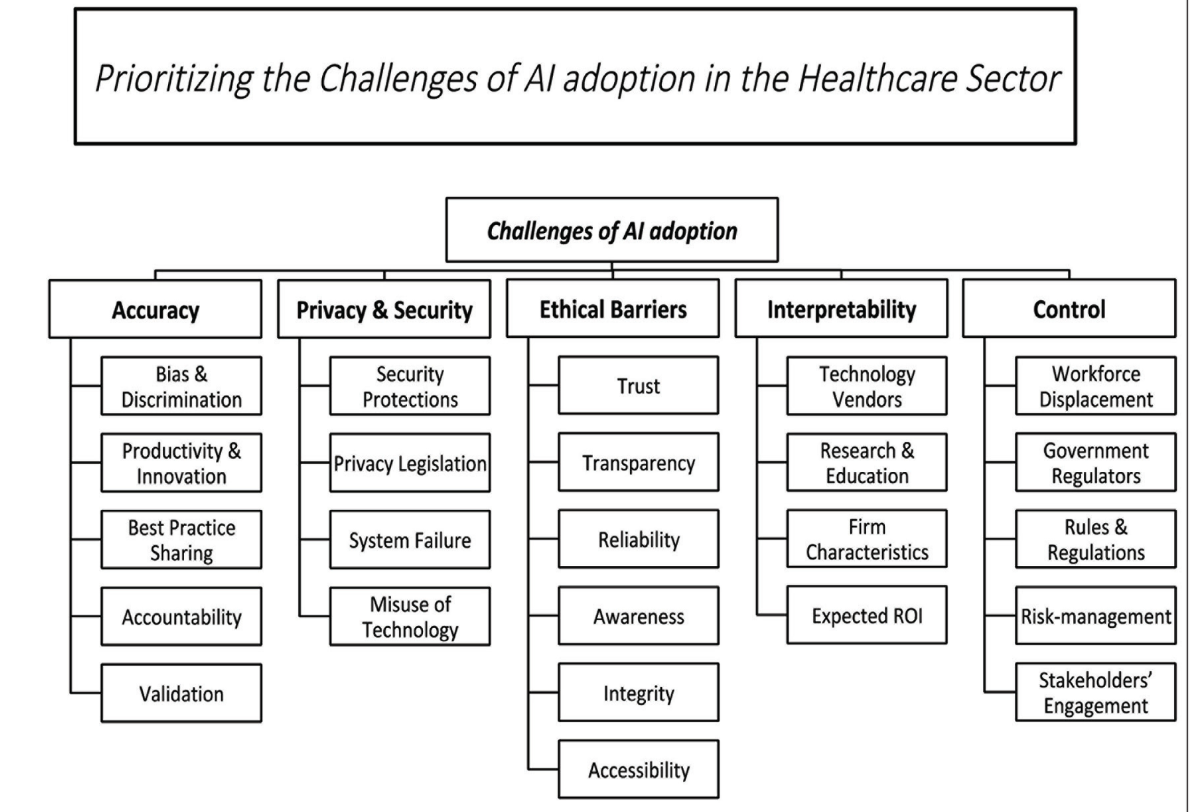 Prioritizing the Challenges of AI adoption in the Healthcare Sector
Challenges of AI adoption
Accuracy
Bias &
Discrimination
Productivity &
Innovation
Best Practice
Sharing
Accountability
Validation
Privacy & Security
Security
Protections
Privacy Legislation
System Failure
Misuse of
Technology
Ethical Barriers
Trust
Transparency
Reliability
Awareness
Integrity
Accessibility
Interpretability
Technology
Vendors
Research &
Education
Firm
Characteristics
Expected ROI
Control
Workforce
Displacement
Government
Regulators
Rules &
Regulations
Risk-management
Stakeholders’
Engagement